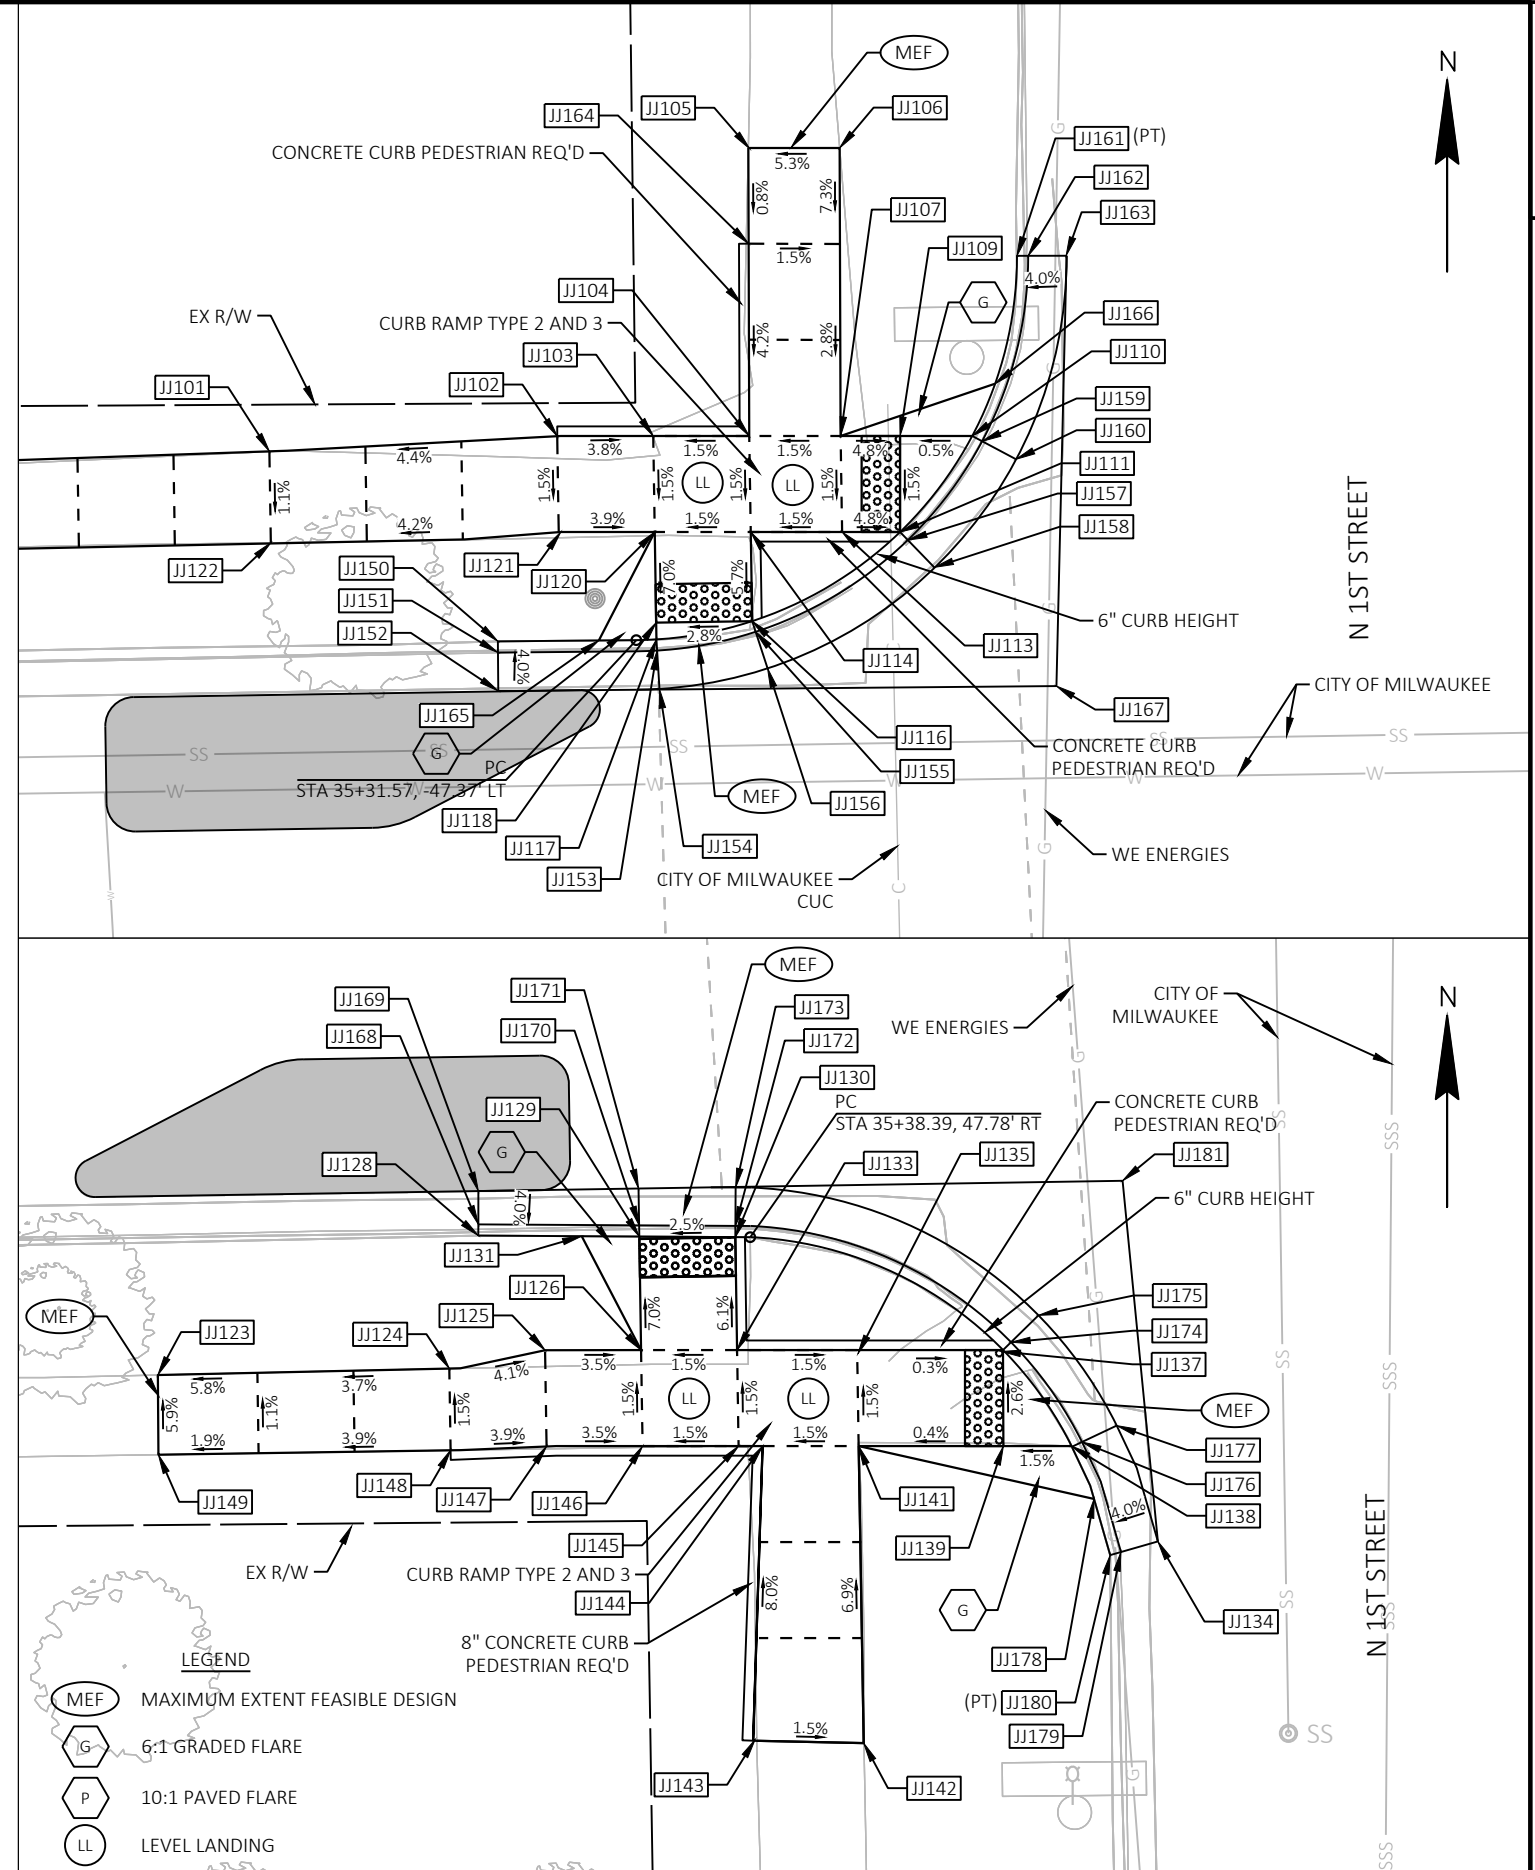 MEF
N
JJ164
JJ105
JJ106
CONCRETE CURB PEDESTRIAN REQ'D
5.3%
JJ161 (PT)
G
0.8%
7.3%
JJ162
JJ107
JJ163
1.5%
JJ109
4.0%
JJ104
G
EX R/W
CURB RAMP TYPE 2 AND 3
4.2%
2.8%
JJ166
JJ103
JJ110
G
JJ101
JJ102
JJ159
JJ160
3.8%
1.5%
1.5%
4.8%
0.5%
4.4%
JJ111
1.1%
1.5%
1.5%
LL
1.5%
LL
1.5%
1.5%
JJ157
4.2%
3.9%
1.5%
1.5%
4.8%
JJ158
N 1ST STREET
JJ122
JJ150
JJ121
JJ120
7.0%
5.7%
JJ151
G
6" CURB HEIGHT
JJ152
2.8%
JJ113
C
JJ114
4.0%
CITY OF MILWAUKEE
JJ165
JJ167
G
JJ116
SS
SS
SS
SS
SS
G
CONCRETE CURB
PEDESTRIAN REQ'D
PC
STA 35+31.57, -47.37' LT
JJ155
W
W
W
W
W
W
MEF
JJ156
JJ118
JJ117
JJ154
G
WE ENERGIES
JJ153
CITY OF MILWAUKEE
CUC
C
W
MEF
JJ171
CITY OF
MILWAUKEE
N
JJ169
JJ173
WE ENERGIES
JJ168
JJ170
JJ172
G
JJ130
PC
STA 35+38.39, 47.78' RT
CONCRETE CURB
PEDESTRIAN REQ'D
JJ129
SS
SSS
G
JJ133
JJ135
JJ181
JJ128
6" CURB HEIGHT
4.0%
2.5%
JJ131
JJ126
G
JJ175
MEF
JJ125
7.0%
6.1%
JJ123
JJ124
JJ174
4.1%
3.5%
1.5%
1.5%
0.3%
JJ137
SS
SSS
5.8%
3.7%
5.9%
1.1%
1.5%
1.5%
LL
1.5%
LL
1.5%
2.6%
MEF
1.9%
3.9%
3.9%
3.5%
1.5%
1.5%
0.4%
1.5%
JJ177
JJ176
JJ149
JJ148
JJ147
JJ146
JJ141
JJ138
4.0%
JJ145
JJ139
EX R/W
CURB RAMP TYPE 2 AND 3
JJ144
8.0%
6.9%
G
SS
SSS
N 1ST STREET
JJ134
8" CONCRETE CURB
PEDESTRIAN REQ'D
JJ178
LEGEND
MEF MAXIMUM EXTENT FEASIBLE DESIGN
(PT) JJ180
JJ179
1.5%
SS
G 6:1 GRADED FLARE
JJ143
JJ142
G
P 10:1 PAVED FLARE
LL LEVEL LANDING
SSS